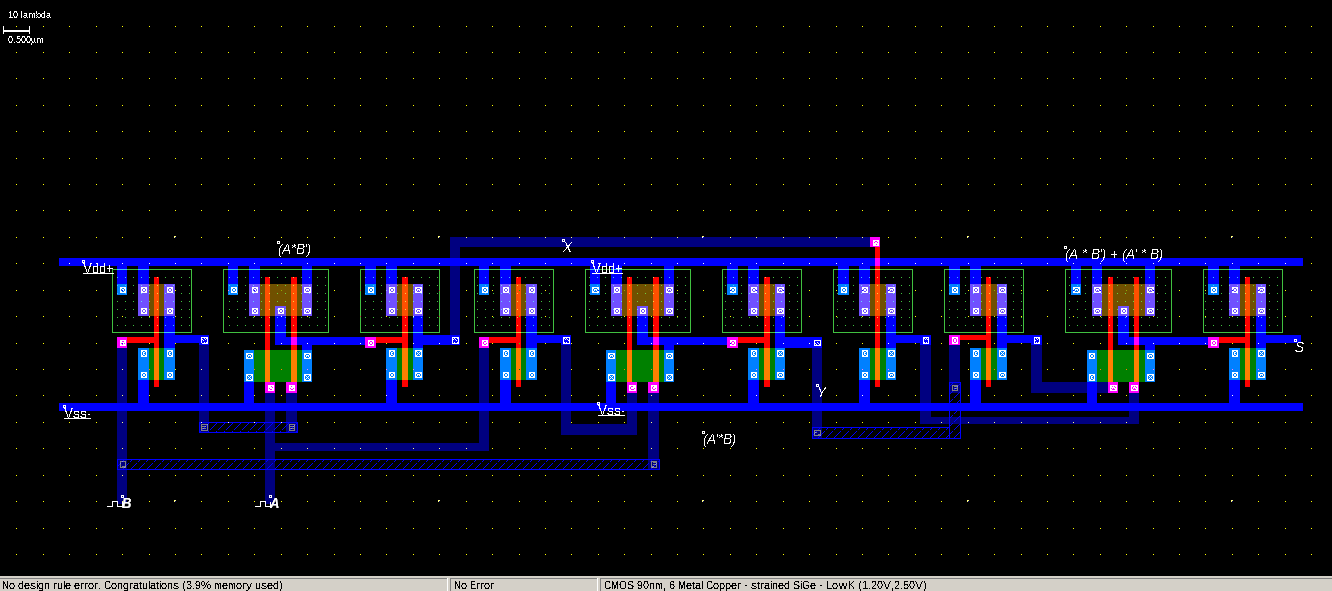 10 lambda
0.500µm
(A*B')
X
(A * B') + (A' * B)
Vdd+
Vdd+
S
Y
Vss-
Vss-
(A'*B)
B
A
No design rule error. Congratulations (3.9% memory used)
No Error
CMOS 90nm, 6 Metal Copper - strained SiGe - LowK (1.20V,2.50V)